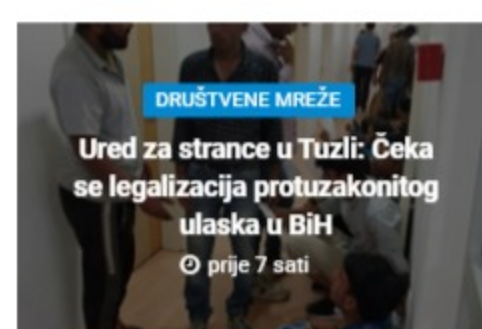 DRUŠTVENE MREŽE
Ured za strance u Tuzli: Čeka
se legalizacija protuzakonitog
ulaska u BiH
prije 7 sati